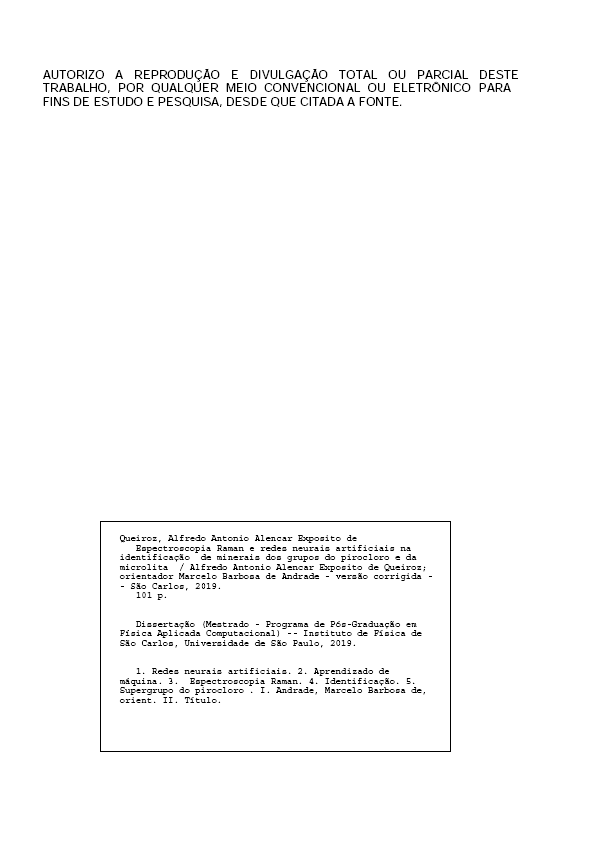 AUTORIZO A REPRODUÇÃO E DIVULGAÇÃO TOTAL OU PARCIAL DESTE
TRABALHO, POR QUALQUER MEIO CONVENCIONAL OU ELETRÔNICO PARA
FINS DE ESTUDO E PESQUISA, DESDE QUE CITADA A FONTE.
Queiroz, Alfredo Antonio Alencar Exposito de
Espectroscopia Raman e redes neurais artificiais na
identificação de minerais dos grupos do pirocloro e da
microlita / Alfredo Antonio Alencar Exposito de Queiroz;
orientador Marcelo Barbosa de Andrade - versão corrigida -
- São Carlos, 2019.
101 p.
Dissertação (Mestrado - Programa de Pós-Graduação em
Física Aplicada Computacional) -- Instituto de Física de
São Carlos, Universidade de São Paulo, 2019.
1. Redes neurais artificiais. 2. Aprendizado de
máquina. 3. Espectroscopia Raman. 4. Identificação. 5.
Supergrupo do pirocloro . I. Andrade, Marcelo Barbosa de,
orient. II. Título.